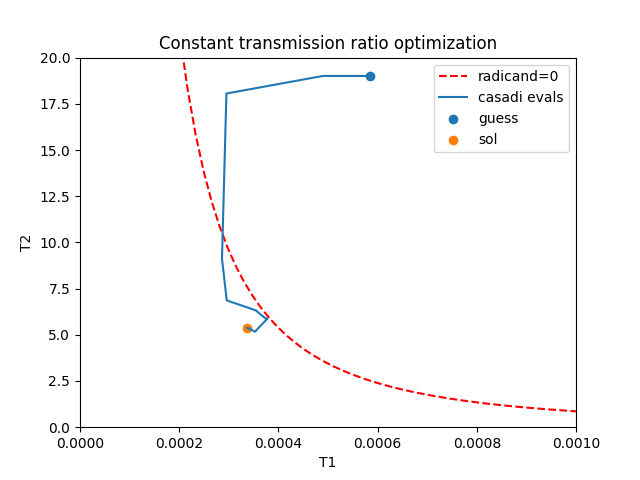 Constant transmission ratio optimization
20.0
17.5
15.0
12.5
10.0
7.5
5.0
2.5
0.0
T2
radicand=0
casadi evals
guess
sol
0.0000 0.0002 0.0004 0.0006 0.0008 0.0010
T1